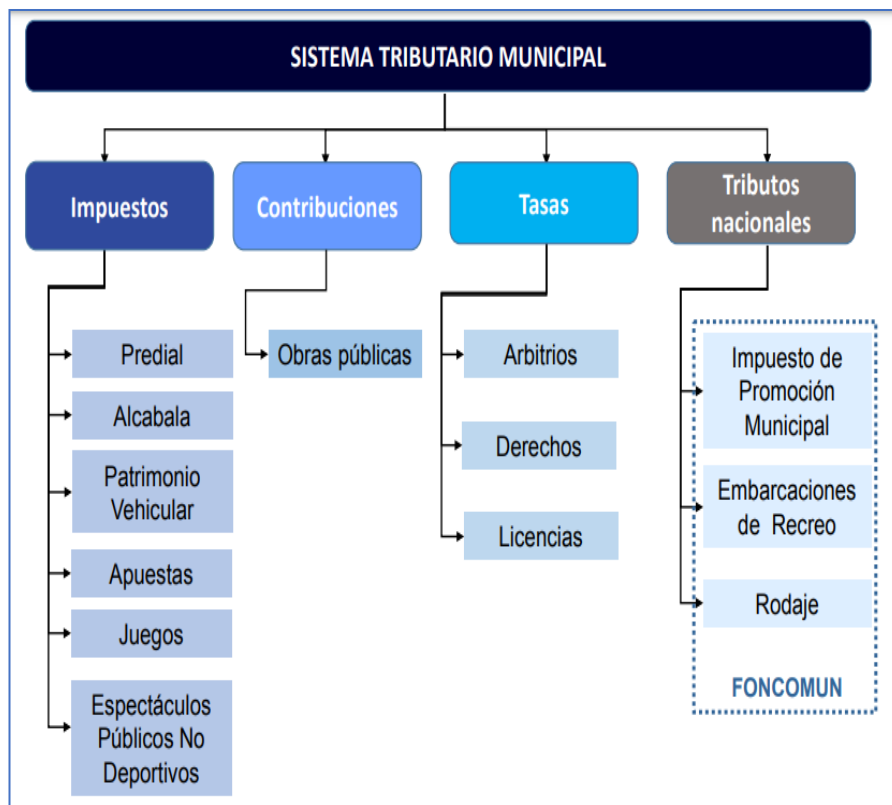 SISTEMA TRIBUTARIO MUNICIPAL
Impuestos
Contribuciones
Tasas
Tributos
nacionales
Predial
Alcabala
Patrimonio
Vehicular
Apuestas
Juegos
Espectáculos
Públicos No
Deportivos
Obras públicas
Arbitrios
Derechos
Licencias
Impuesto de
Promoción
Municipal
Embarcaciones
de Recreo
Rodaje
FONCOMUN